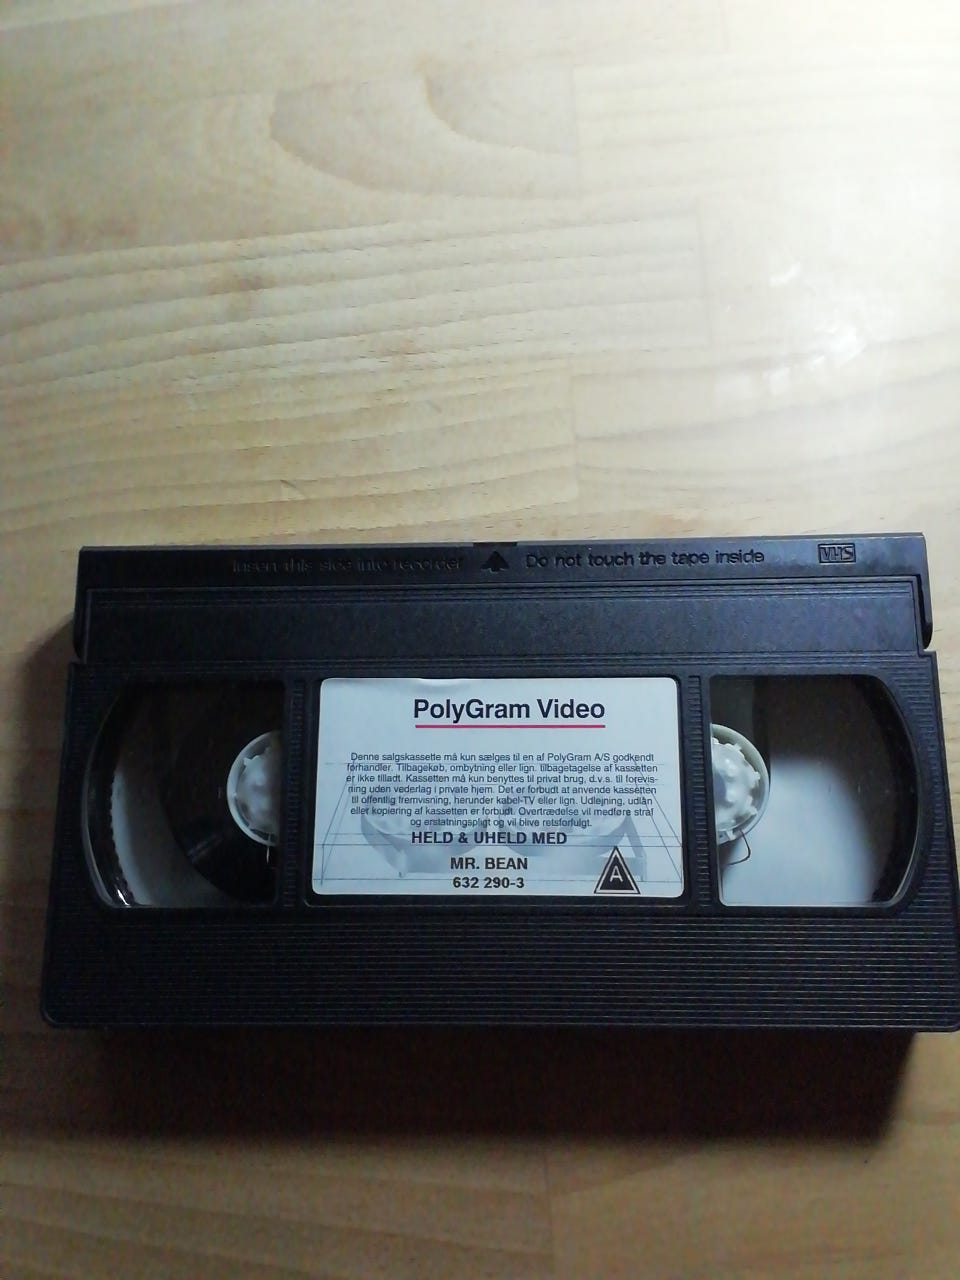 Insert this side into recorder Do not touch the tape inside VHS
PolyGram Video
Denne salgskassette må kun sælges til en af PolyGram A/S godkendt
forhandler. Tilbagekøb, ombytning eller lign. tilbagetagelse af kassetten
er ikke tilladt. Kassetten må kun benyttes til privat brug, d.v.s. til forevis-
ning uden vederlag i private hjem. Det er forbudt at anvende kassetten
til offentlig fremvisning, herunder kabel-TV eller lign. Udlejning, udlån
eller kopiering af kassetten er forbudt. Overtrædelse vil medføre straf
og erstatningspligt og vil blive retsforfulgt.
HELD & UHELD MED
MR. BEAN
632 290-3
A